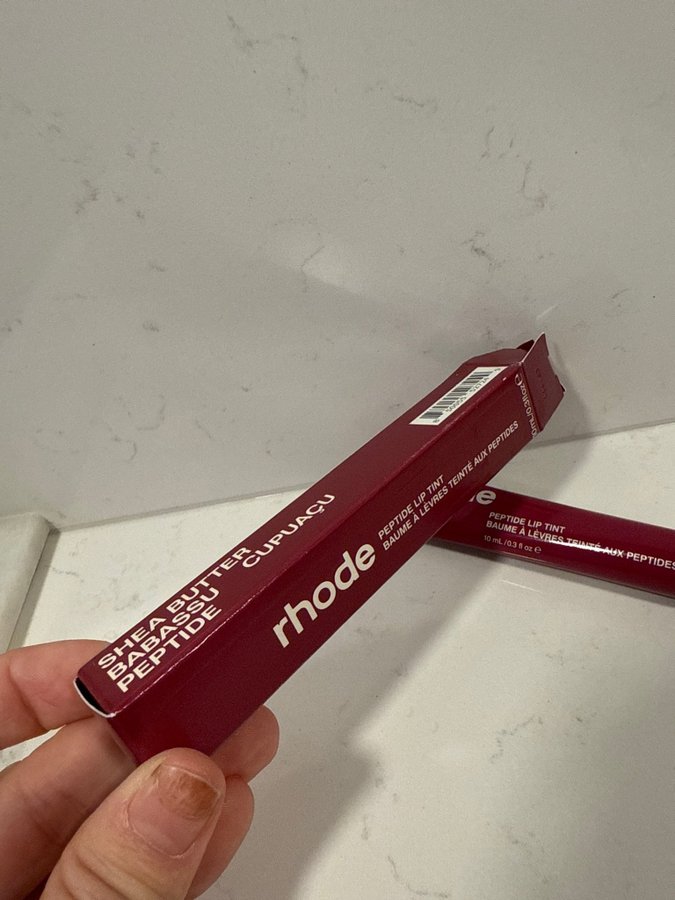 SHEA BUTTER
BABASSU CUPUAÇU
PEPTIDE
rhode
PEPTIDE LIP TINT
BAUME À LÈVRES TEINTÉ AUX PEPTIDES
PEPTIDE LIP TINT
BAUME À LÈVRES TEINTÉ AUX PEPTIDES
10 mL / 0.3 fl oz ℮